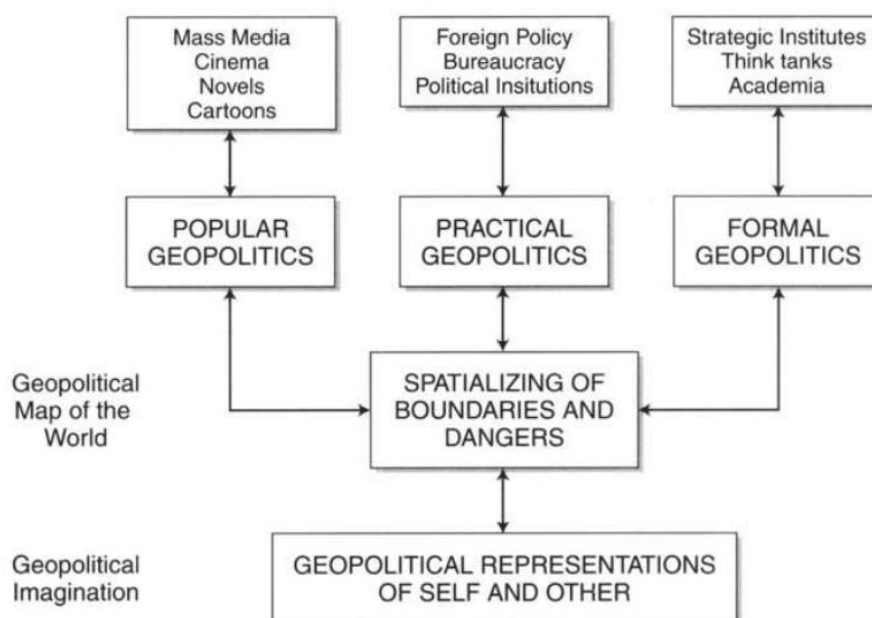 Mass Media
Cinema
Novels
Cartoons
Foreign Policy
Bureaucracy
Political Insitutions
Strategic Institutes
Think tanks
Academia
POPULAR
GEOPOLITICS
PRACTICAL
GEOPOLITICS
FORMAL
GEOPOLITICS
Geopolitical
Map of the
World
SPATIALIZING OF
BOUNDARIES AND
DANGERS
Geopolitical
Imagination
GEOPOLITICAL REPRESENTATIONS
OF SELF AND OTHER